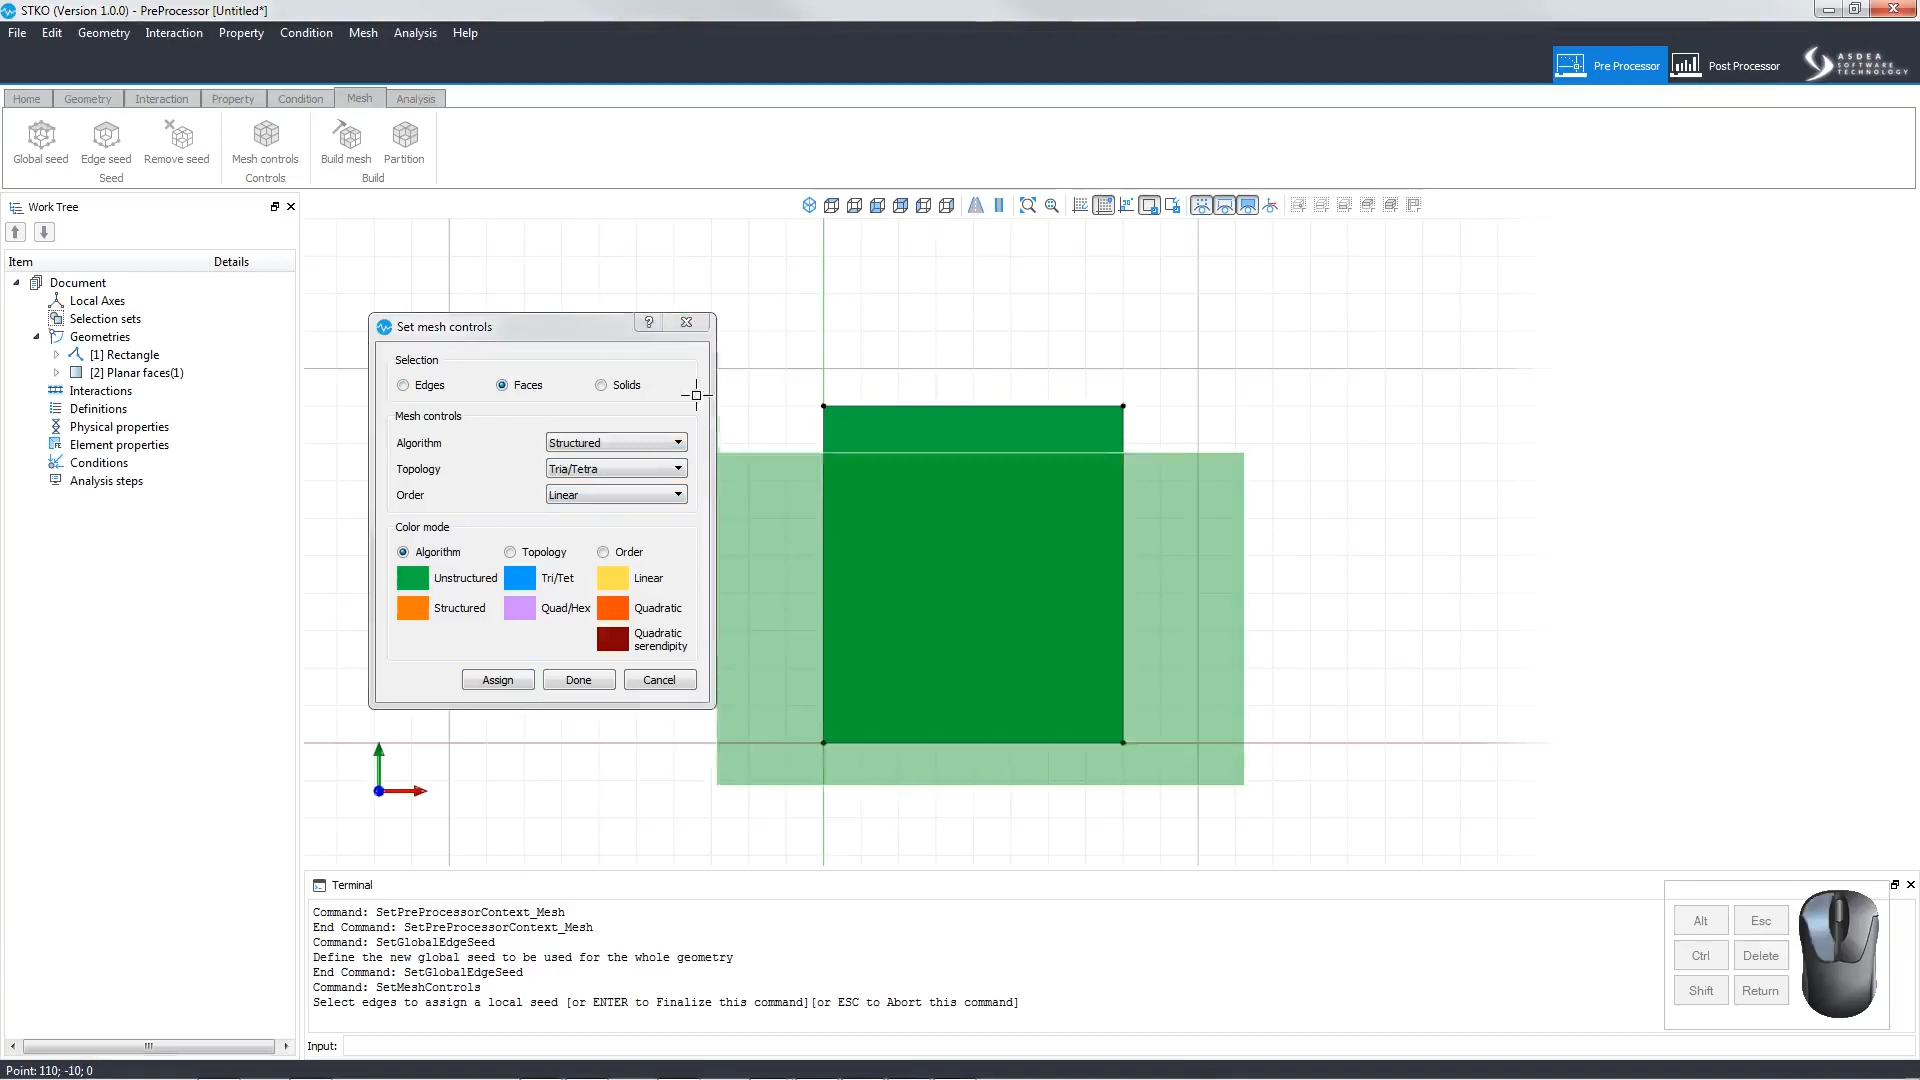 STKO (Version 1.0.0) - PreProcessor [Untitled*]
File Edit Geometry Interaction Property Condition Mesh Analysis Help
Pre Processor Post Processor ASDEA SOFTWARE TECHNOLOGY
Home Geometry Interaction Property Condition Mesh Analysis
Global seed Edge seed Remove seed Mesh controls Build mesh Partition
Seed Controls Build
Work Tree
Item Details
Document
Local Axes
Selection sets
Geometries
[1] Rectangle
[2] Planar faces(1)
Interactions
Definitions
Physical properties
Element properties
Conditions
Analysis steps
Set mesh controls
Selection
Edges Faces Solids
Mesh controls
Algorithm Structured
Topology Tria/Tetra
Order Linear
Color mode
Algorithm Topology Order
Unstructured Tri/Tet Linear
Structured Quad/Hex Quadratic
Quadratic serendipity
Assign Done Cancel
Terminal
Command: SetPreProcessorContext_Mesh
End Command: SetPreProcessorContext_Mesh
Command: SetGlobalEdgeSeed
Define the new global seed to be used for the whole geometry
End Command: SetGlobalEdgeSeed
Command: SetMeshControls
Select edges to assign a local seed [or ENTER to Finalize this command][or ESC to Abort this command]
Input:
Alt Esc
Ctrl Delete
Shift Return
Point: 110; -10; 0